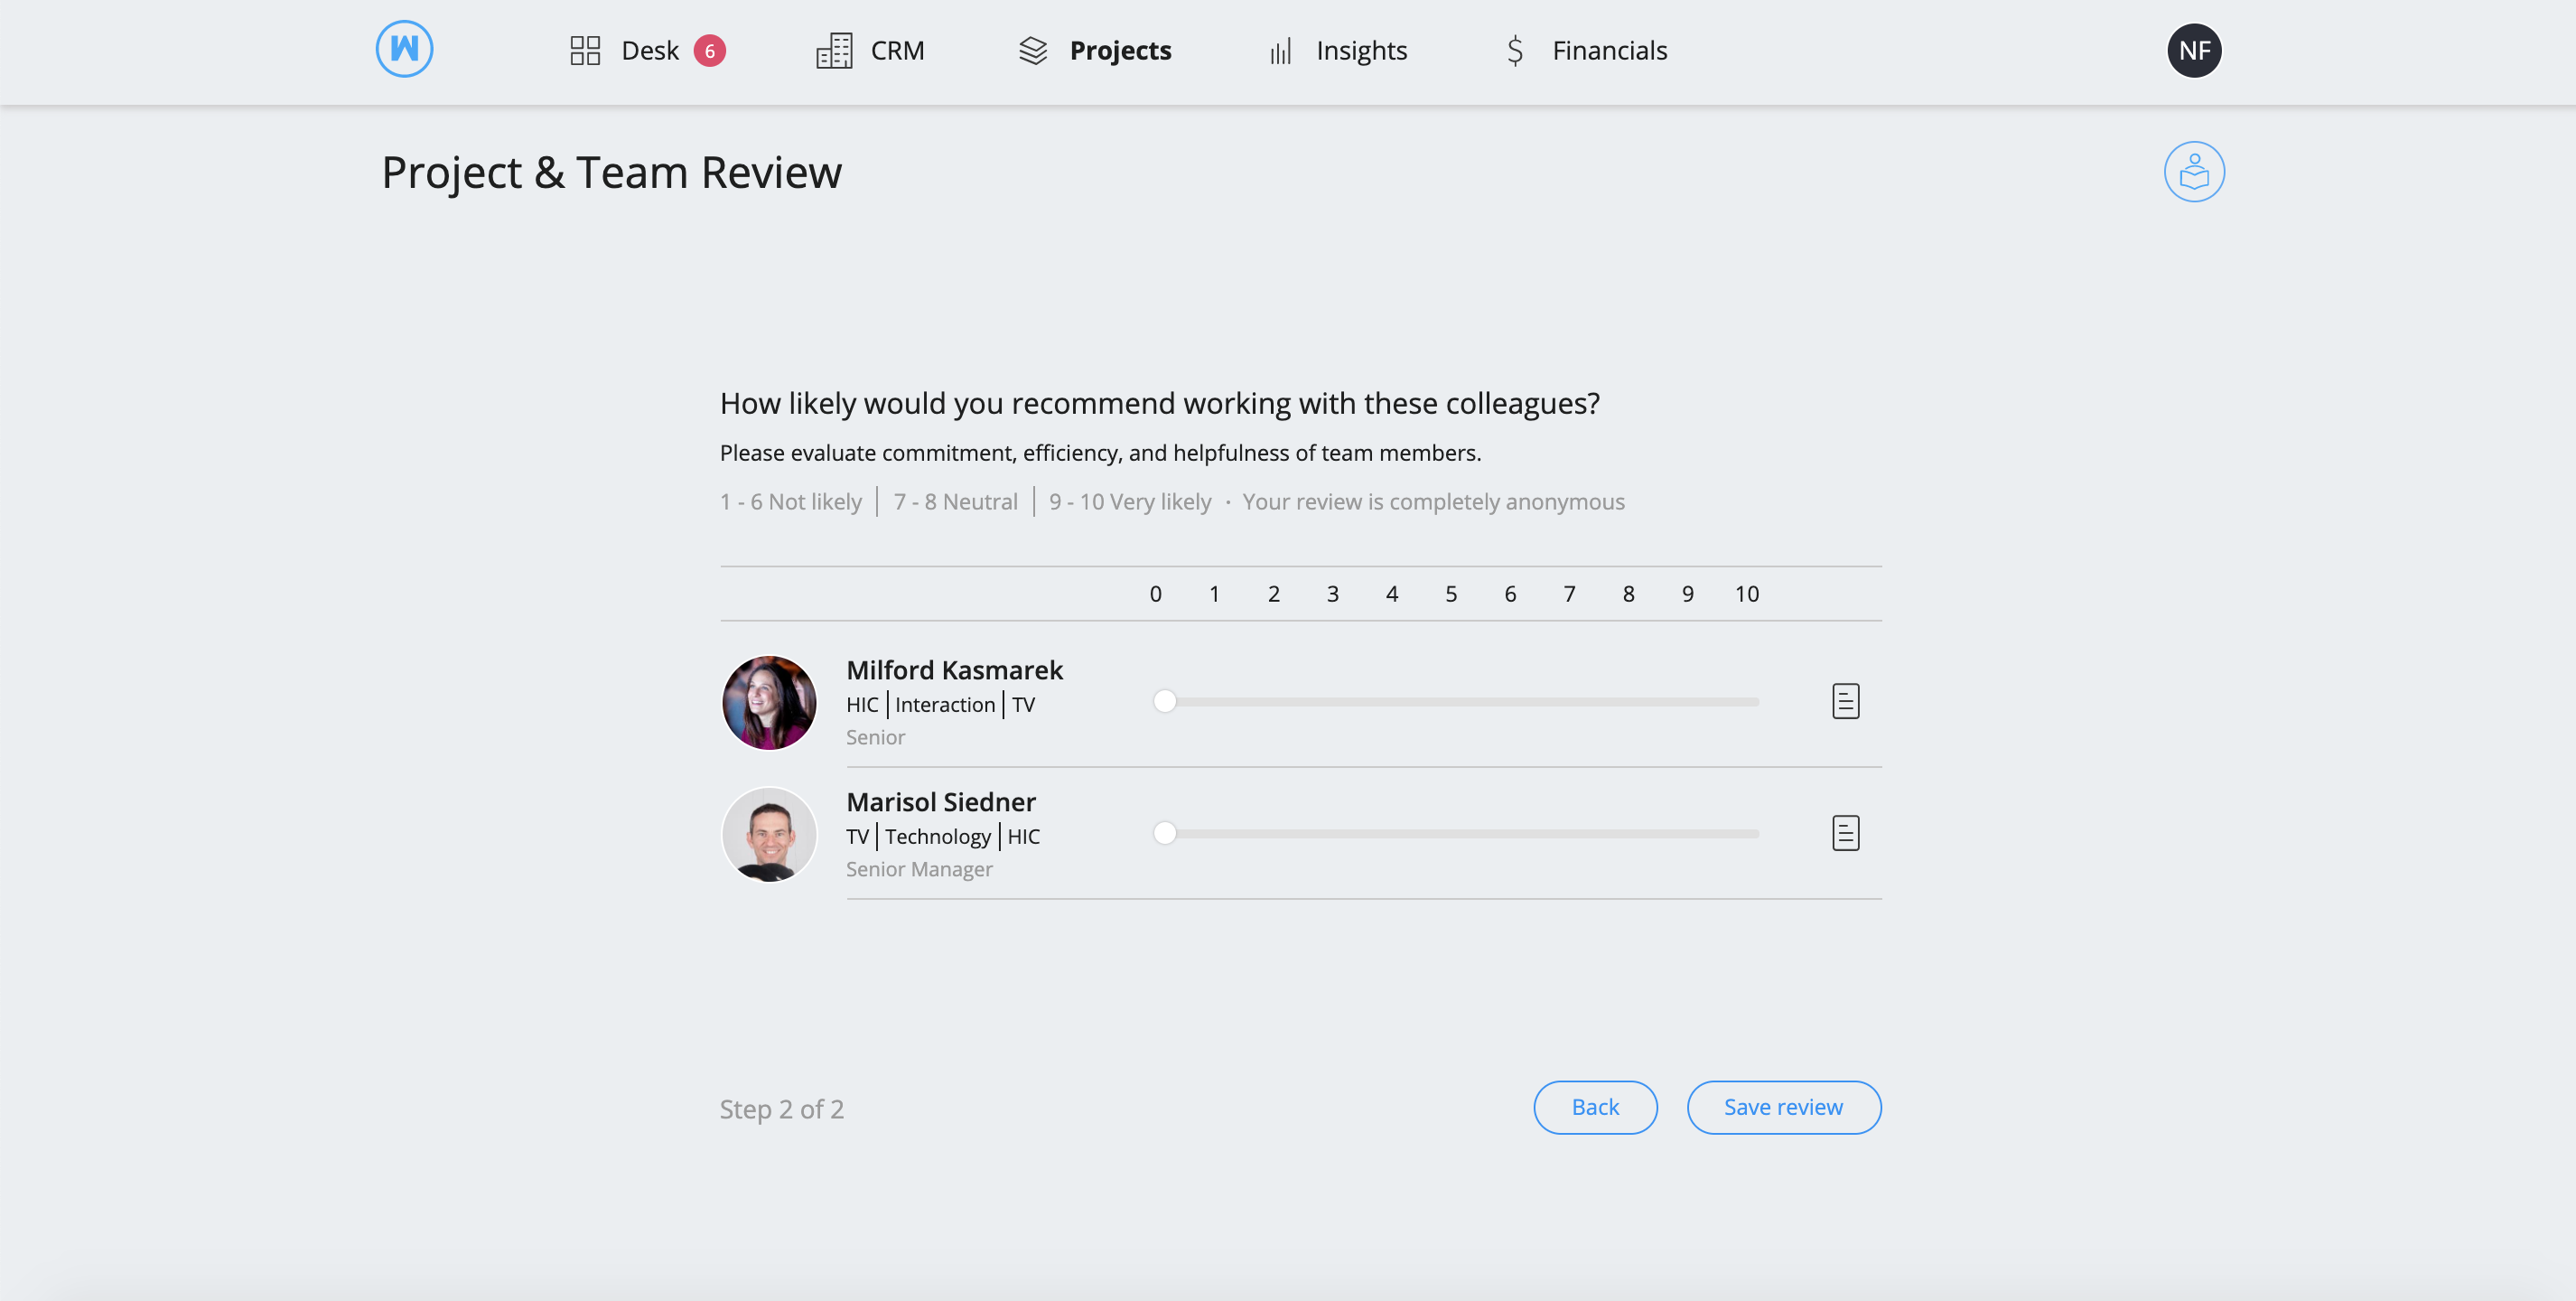 W Desk 6 CRM Projects Insights $ Financials NF
Project & Team Review
How likely would you recommend working with these colleagues?
Please evaluate commitment, efficiency, and helpfulness of team members.
1 - 6 Not likely | 7 - 8 Neutral | 9 - 10 Very likely · Your review is completely anonymous
0 1 2 3 4 5 6 7 8 9 10
Milford Kasmarek
HIC | Interaction | TV
Senior
Marisol Siedner
TV | Technology | HIC
Senior Manager
Step 2 of 2 Back Save review